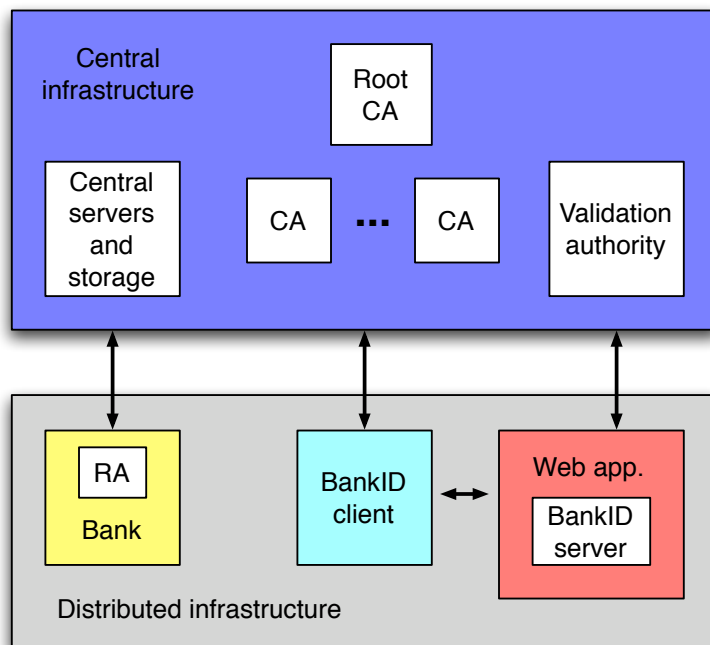 Central
infrastructure
Root
CA
Central
servers
and
storage
CA
...
CA
Validation
authority
RA
Bank
BankID
client
Web app.
BankID
server
Distributed infrastructure